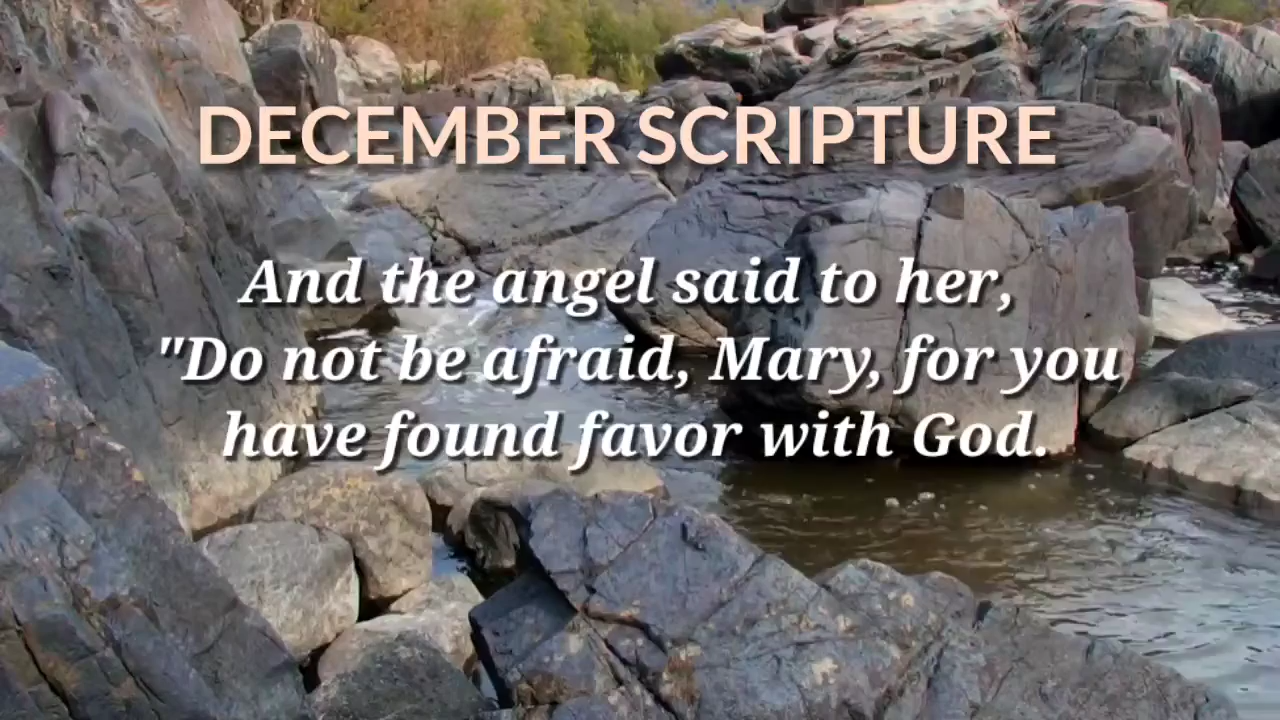 DECEMBER SCRIPTURE
And the angel said to her,
"Do not be afraid, Mary, for you
have found favor with God.